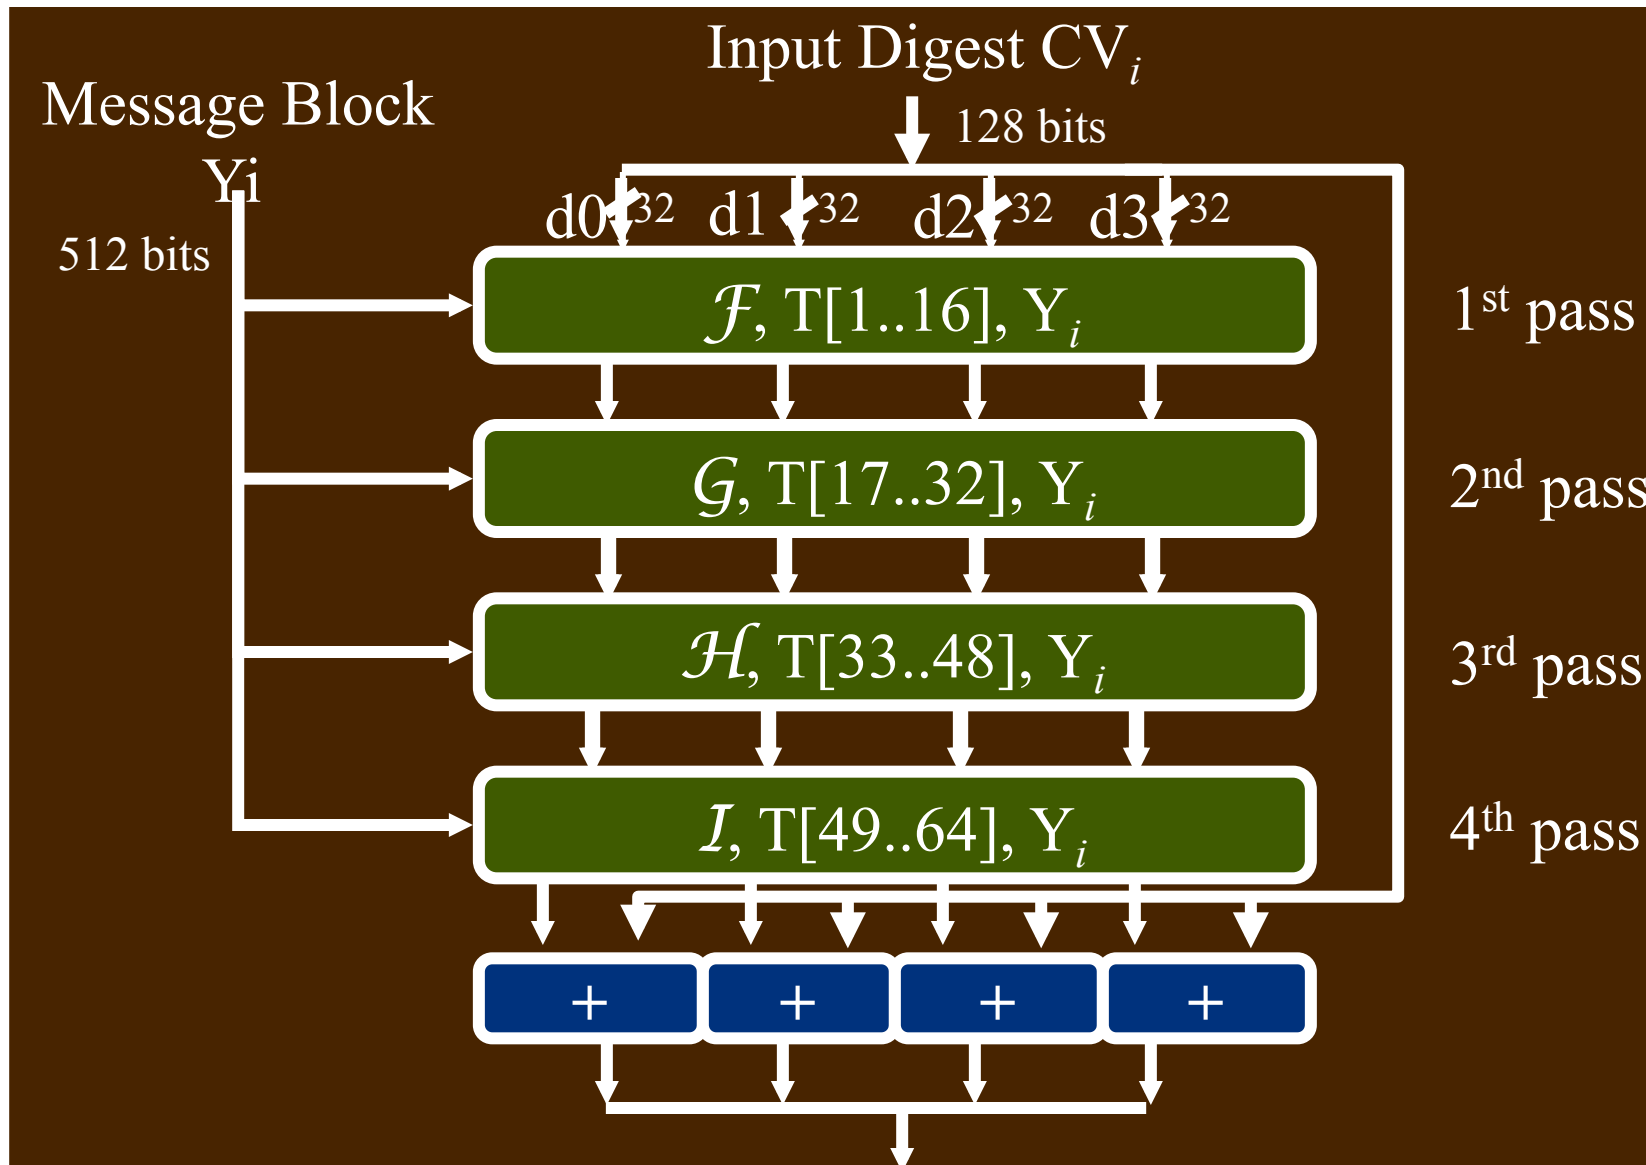 Input Digest CVᵢ
Message Block
Yi
128 bits
512 bits
d0 32 d1 32 d2 32 d3 32
ℱ, T[1..16], Yᵢ
1st pass
𝒢, T[17..32], Yᵢ
2nd pass
ℋ, T[33..48], Yᵢ
3rd pass
ℐ, T[49..64], Yᵢ
4th pass
+ + + +